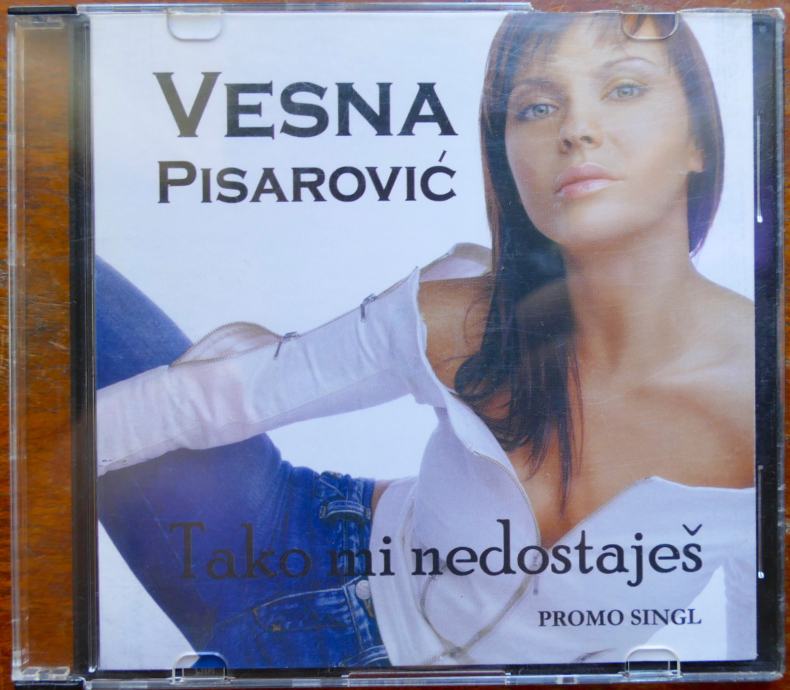 VESNA
PISAROVIĆ
Tako mi nedostaješ
PROMO SINGL